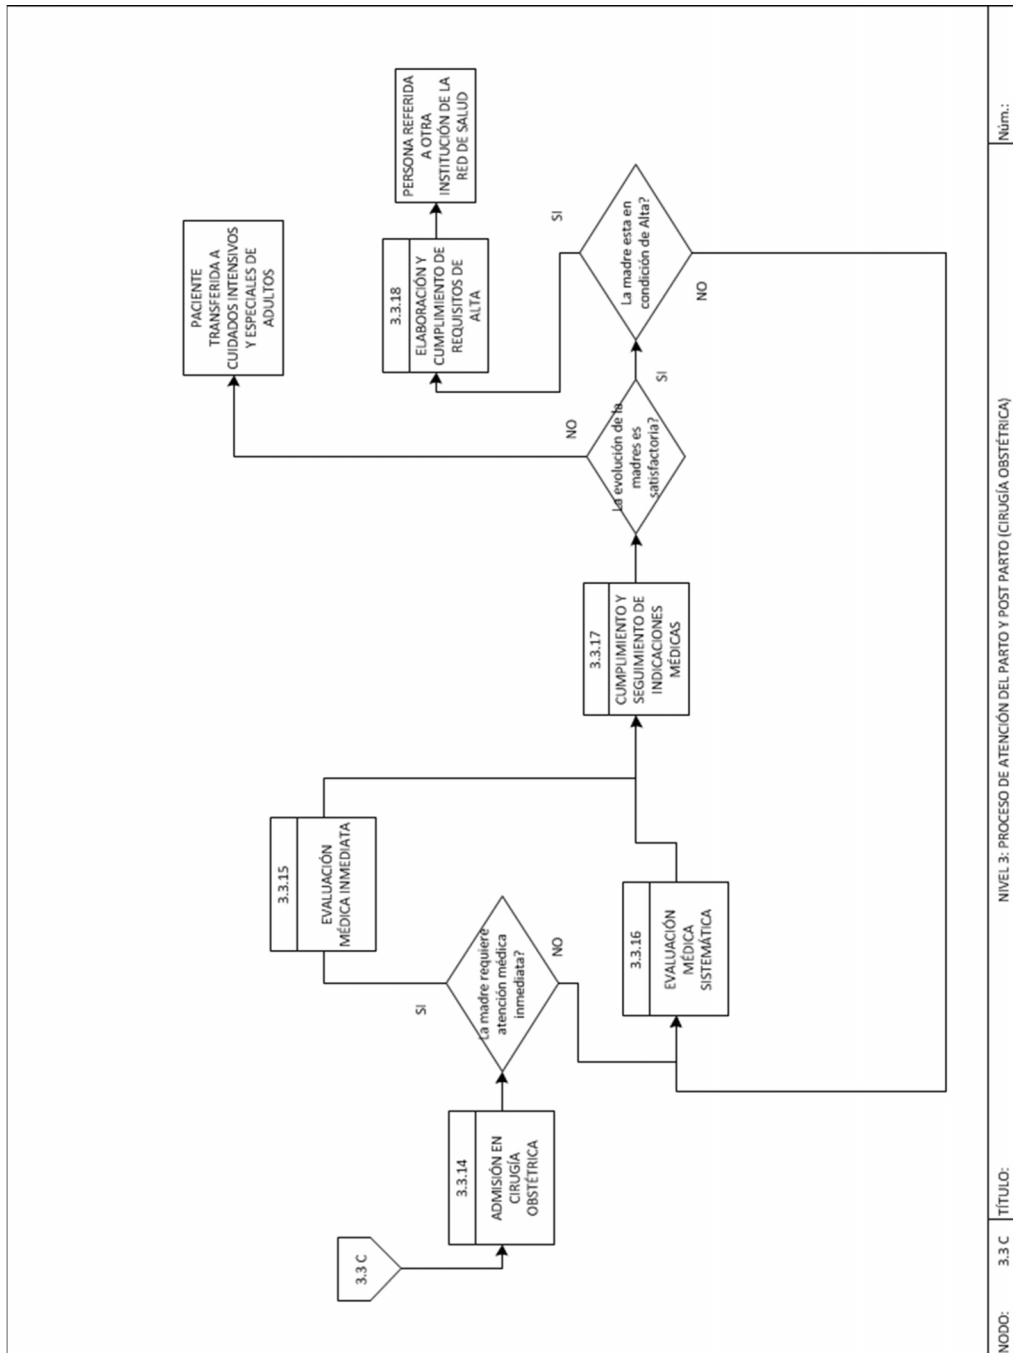 3.3 C
3.3.14
ADMISIÓN EN
CIRUGÍA
OBSTÉTRICA
La madre requiere
atención médica
inmediata?
SI
NO
3.3.15
EVALUACIÓN
MÉDICA INMEDIATA
3.3.16
EVALUACIÓN
MÉDICA
SISTEMÁTICA
3.3.17
CUMPLIMIENTO Y
SEGUIMIENTO DE
INDICACIONES
MÉDICAS
La evolución de la
madres es
satisfactoria?
NO
SI
PACIENTE
TRANSFERIDA A
CUIDADOS INTENSIVOS
Y ESPECIALES DE
ADULTOS
La madre esta en
condición de Alta?
SI
NO
3.3.18
ELABORACIÓN Y
CUMPLIMIENTO DE
REQUISITOS DE
ALTA
PERSONA REFERIDA
A OTRA
INSTITUCIÓN DE LA
RED DE SALUD
NODO: 3.3 C
TÍTULO: NIVEL 3: PROCESO DE ATENCIÓN DEL PARTO Y POST PARTO (CIRUGÍA OBSTÉTRICA)
Núm.: